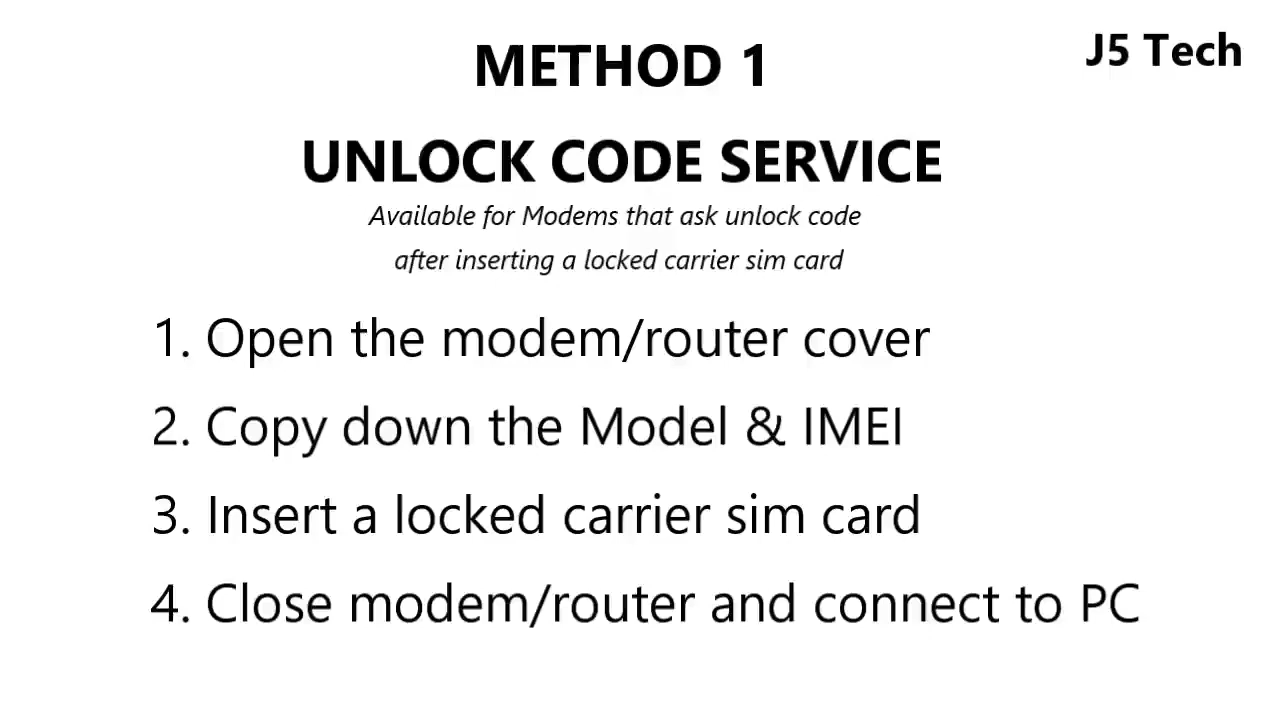 METHOD 1
J5 Tech
UNLOCK CODE SERVICE
Available for Modems that ask unlock code
after inserting a locked carrier sim card
1. Open the modem/router cover
2. Copy down the Model & IMEI
3. Insert a locked carrier sim card
4. Close modem/router and connect to PC